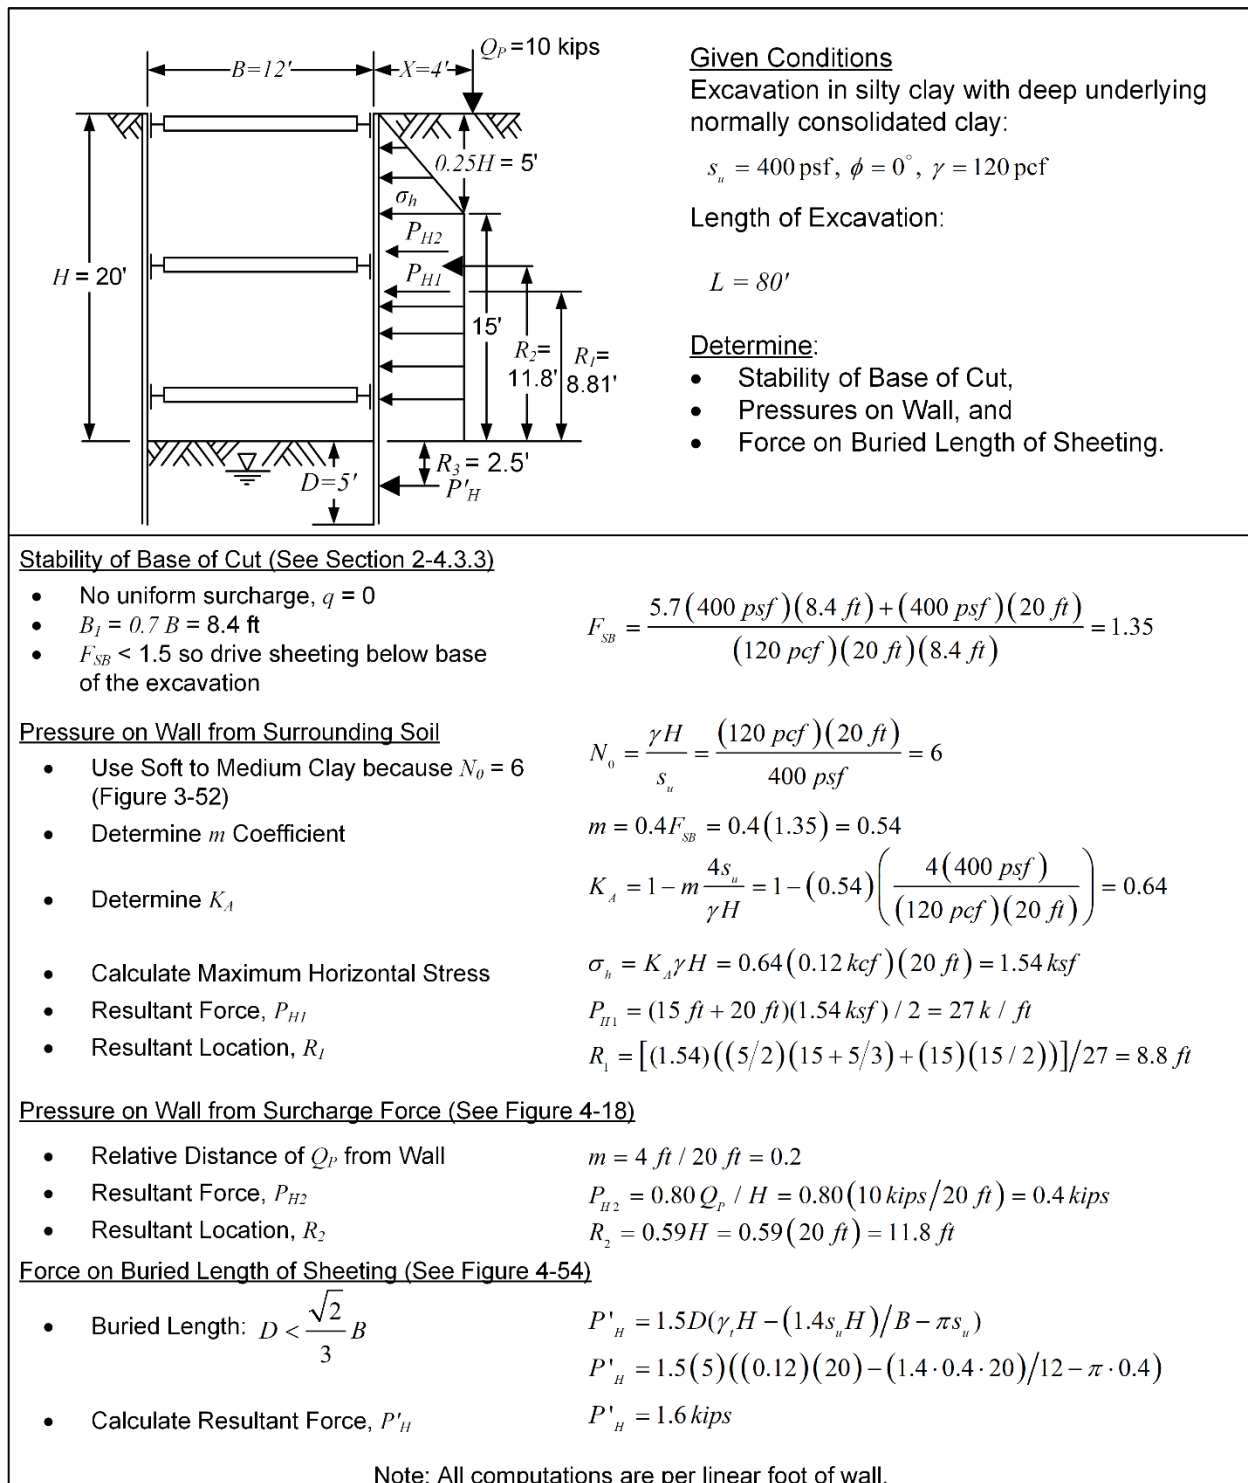 Q_P =10 kips
B=12'
X=4'
0.25H = 5'
σ_h
P_H2
H = 20'
P_H1
15'
R_2=
11.8'
R_1=
8.81'
R_3 = 2.5'
D=5'
P'_H
Given Conditions
Excavation in silty clay with deep underlying
normally consolidated clay:
s_u = 400 psf, ϕ = 0°, γ = 120 pcf
Length of Excavation:
L = 80'
Determine:
• Stability of Base of Cut,
• Pressures on Wall, and
• Force on Buried Length of Sheeting.
Stability of Base of Cut (See Section 2-4.3.3)
• No uniform surcharge, q = 0
• B_1 = 0.7 B = 8.4 ft
• F_SB < 1.5 so drive sheeting below base
of the excavation
F_SB = (5.7(400 psf)(8.4 ft)+(400 psf)(20 ft))/((120 pcf)(20 ft)(8.4 ft)) = 1.35
Pressure on Wall from Surrounding Soil
• Use Soft to Medium Clay because N_0 = 6
(Figure 3-52)
N_0 = γH/s_u = (120 pcf)(20 ft)/400 psf = 6
• Determine m Coefficient
m = 0.4F_SB = 0.4(1.35) = 0.54
• Determine K_A
K_A = 1 − m 4s_u/γH = 1 − (0.54)(4(400 psf)/((120 pcf)(20 ft))) = 0.64
• Calculate Maximum Horizontal Stress
σ_h = K_A γH = 0.64(0.12 kcf)(20 ft) = 1.54 ksf
• Resultant Force, P_H1
P_H1 = (15 ft + 20 ft)(1.54 ksf) / 2 = 27 k / ft
• Resultant Location, R_1
R_1 = [(1.54)((5/2)(15 + 5/3) + (15)(15 / 2))]/27 = 8.8 ft
Pressure on Wall from Surcharge Force (See Figure 4-18)
• Relative Distance of Q_P from Wall
m = 4 ft / 20 ft = 0.2
• Resultant Force, P_H2
P_H2 = 0.80 Q_P / H = 0.80(10 kips/20 ft) = 0.4 kips
• Resultant Location, R_2
R_2 = 0.59H = 0.59(20 ft) = 11.8 ft
Force on Buried Length of Sheeting (See Figure 4-54)
• Buried Length: D < √2/3 B
P'_H = 1.5D(γ_t H − (1.4s_u H)/B − πs_u)
P'_H = 1.5(5)((0.12)(20) − (1.4·0.4·20)/12 − π·0.4)
• Calculate Resultant Force, P'_H
P'_H = 1.6 kips
Note: All computations are per linear foot of wall.